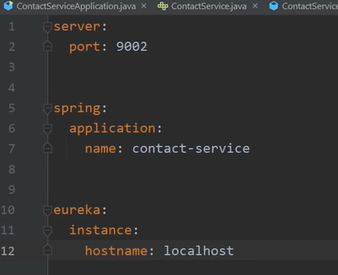 ContactServiceApplication.java × ContactService.java × ContactService
1 server:
2 port: 9002
3
4
5 spring:
6 application:
7 name: contact-service
8
9
10 eureka:
11 instance:
12 hostname: localhost